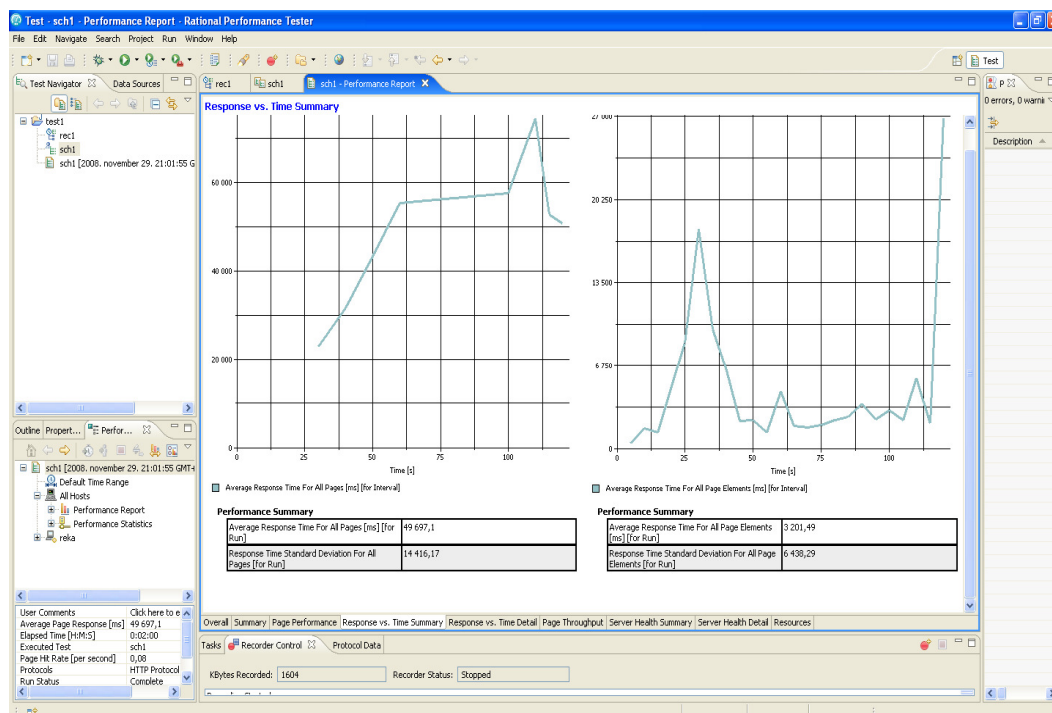 Test - sch1 - Performance Report - Rational Performance Tester
File Edit Navigate Search Project Run Window Help
Test
Test Navigator Data Sources
test1
rec1
sch1
sch1 [2008. november 29. 21:01:55 G
rec1 sch1 sch1 - Performance Report
Response vs. Time Summary
60 000
40 000
20 000
0
0 25 50 75 100
Time [s]
Average Response Time For All Pages [ms] [for Interval]
Performance Summary
Average Response Time For All Pages [ms] [for Run] 49 697,1
Response Time Standard Deviation For All Pages [for Run] 14 416,17
27 000
20 250
13 500
6 750
0
0 25 50 75 100
Time [s]
Average Response Time For All Page Elements [ms] [for Interval]
Performance Summary
Average Response Time For All Page Elements [ms] [for Run] 3 201,49
Response Time Standard Deviation For All Page Elements [for Run] 6 438,29
Overall Summary Page Performance Response vs. Time Summary Response vs. Time Detail Page Throughput Server Health Summary Server Health Detail Resources
P
0 errors, 0 warnin
Description
Outline Propert... Perfor...
sch1 [2008. november 29. 21:01:55 GMT+
Default Time Range
All Hosts
Performance Report
Performance Statistics
reka
User Comments Click here to e
Average Page Response [ms] 49 697,1
Elapsed Time [H:M:S] 0:02:00
Executed Test sch1
Page Hit Rate [per second] 0,08
Protocols HTTP Protocol
Run Status Complete
Tasks Recorder Control Protocol Data
KBytes Recorded: 1604 Recorder Status: Stopped